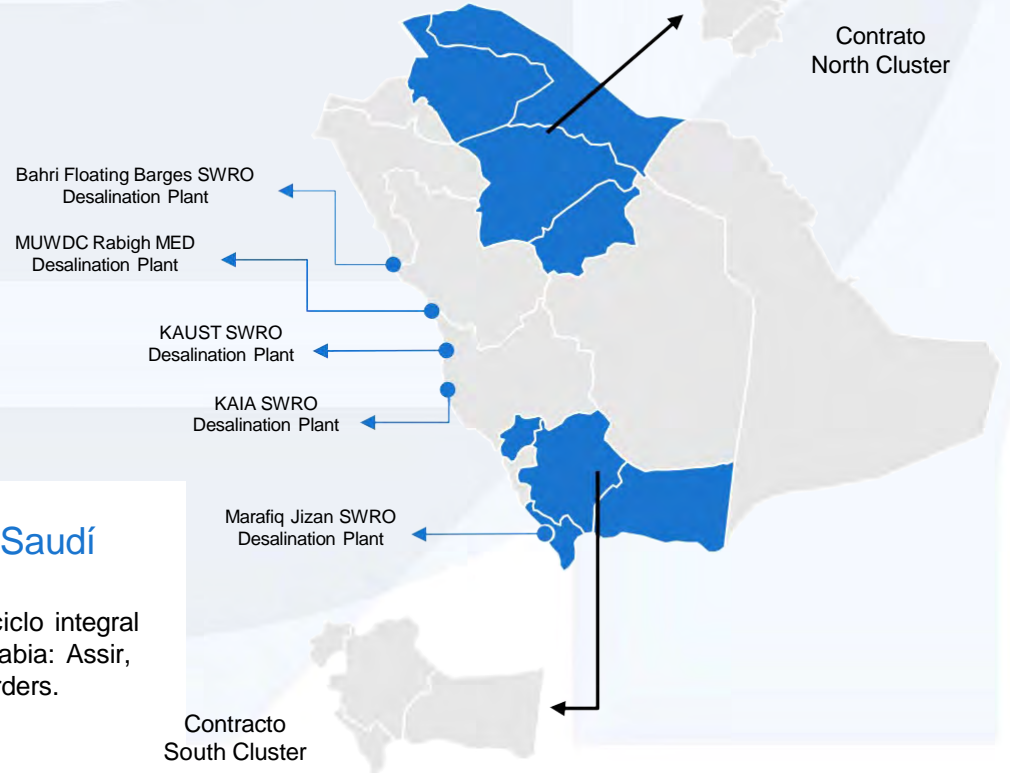 Contrato
North Cluster
Bahri Floating Barges SWRO
Desalination Plant
MUWDC Rabigh MED
Desalination Plant
KAUST SWRO
Desalination Plant
KAIA SWRO
Desalination Plant
Marafiq Jizan SWRO
Desalination Plant
Saudí
ciclo integral
abia: Assir,
rders.
Contracto
South Cluster